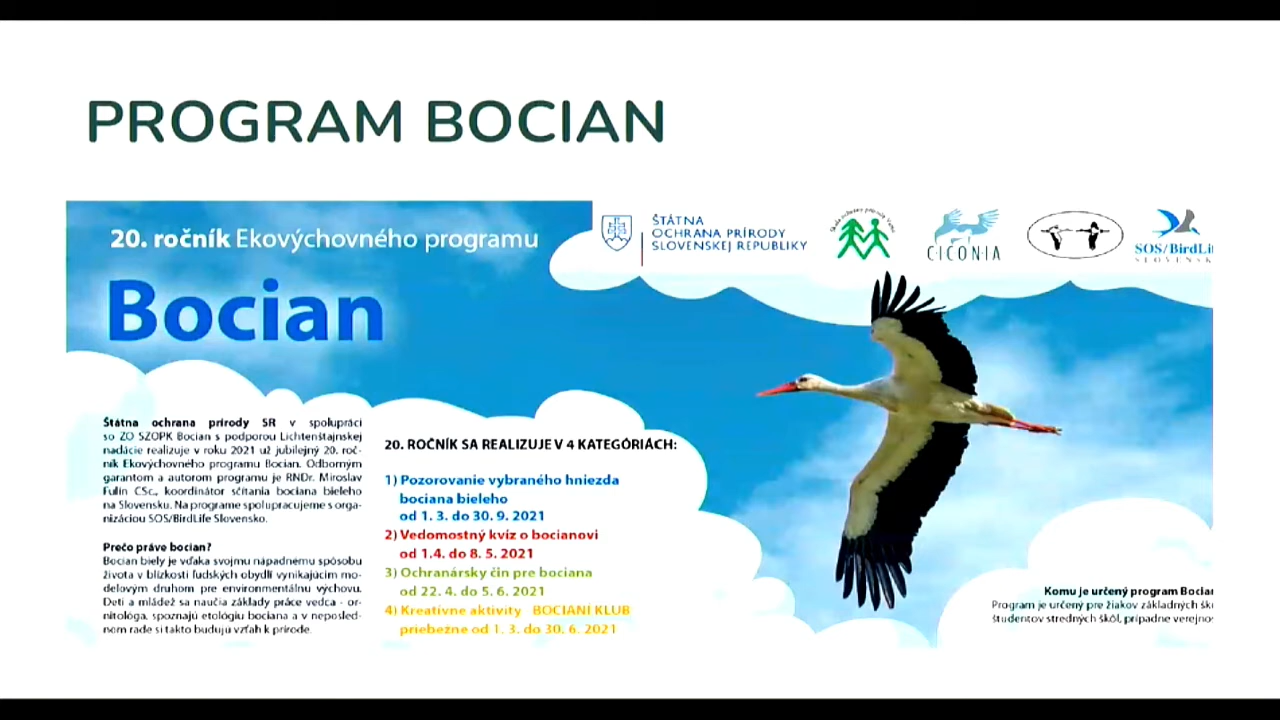 PROGRAM BOCIAN
20. ročník Ekovýchovného programu
Bocian
ŠTÁTNA
OCHRANA PRÍRODY
SLOVENSKEJ REPUBLIKY
CICONIA
SOS/BirdLif
SLOVENSK
Štátna ochrana prírody SR v spolupráci
so ZO SZOPK Bocian s podporou Lichtenštajnskej
nadácie realizuje v roku 2021 už jubilejný 20. roč-
ník Ekovýchovného programu Bocian. Odborným
garantom a autorom programu je RNDr. Miroslav
Fulín CSc., koordinátor sčítania bociana bieleho
na Slovensku. Na programe spolupracujeme s orga-
nizáciou SOS/BirdLife Slovensko.
Prečo práve bocian?
Bocian biely je vďaka svojmu nápadnému spôsobu
života v blízkosti ľudských obydlí vynikajúcim mo-
delovým druhom pre environmentálnu výchovu.
Deti a mládež sa naučia základy práce vedca - or-
nitológa, spoznajú etológiu bociana a v neposled-
nom rade si takto budujú vzťah k prírode.
20. ROČNÍK SA REALIZUJE V 4 KATEGÓRIÁCH:
1) Pozorovanie vybraného hniezda
bociana bieleho
od 1. 3. do 30. 9. 2021
2) Vedomostný kvíz o bocianovi
od 1.4. do 8. 5. 2021
3) Ochranársky čin pre bociana
od 22. 4. do 5. 6. 2021
4) Kreatívne aktivity BOCIANÍ KLUB
priebežne od 1. 3. do 30. 6. 2021
Komu je určený program Bocian
Program je určený pre žiakov základných ško
študentov stredných škôl, prípadne verejnos